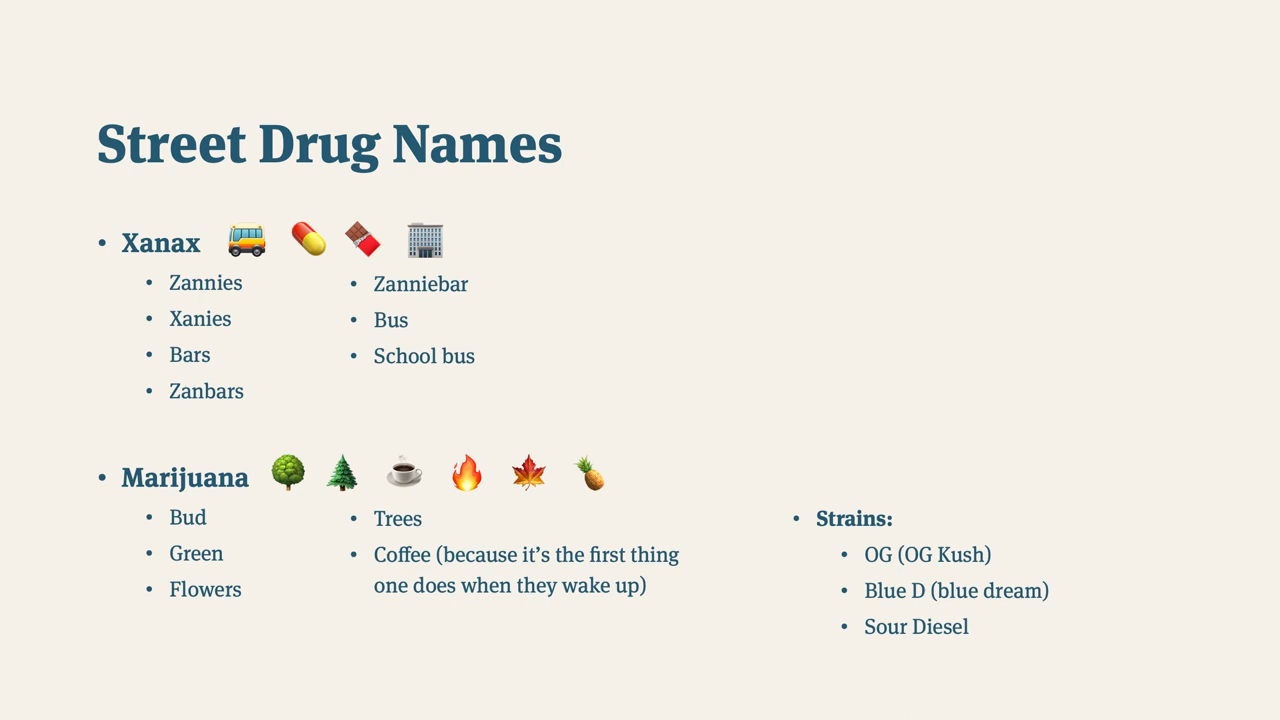 Street Drug Names
• Xanax
• Zannies
• Xanies
• Bars
• Zanbars
• Zanniebar
• Bus
• School bus
• Marijuana
• Bud
• Green
• Flowers
• Trees
• Coffee (because it’s the first thing
one does when they wake up)
• Strains:
• OG (OG Kush)
• Blue D (blue dream)
• Sour Diesel